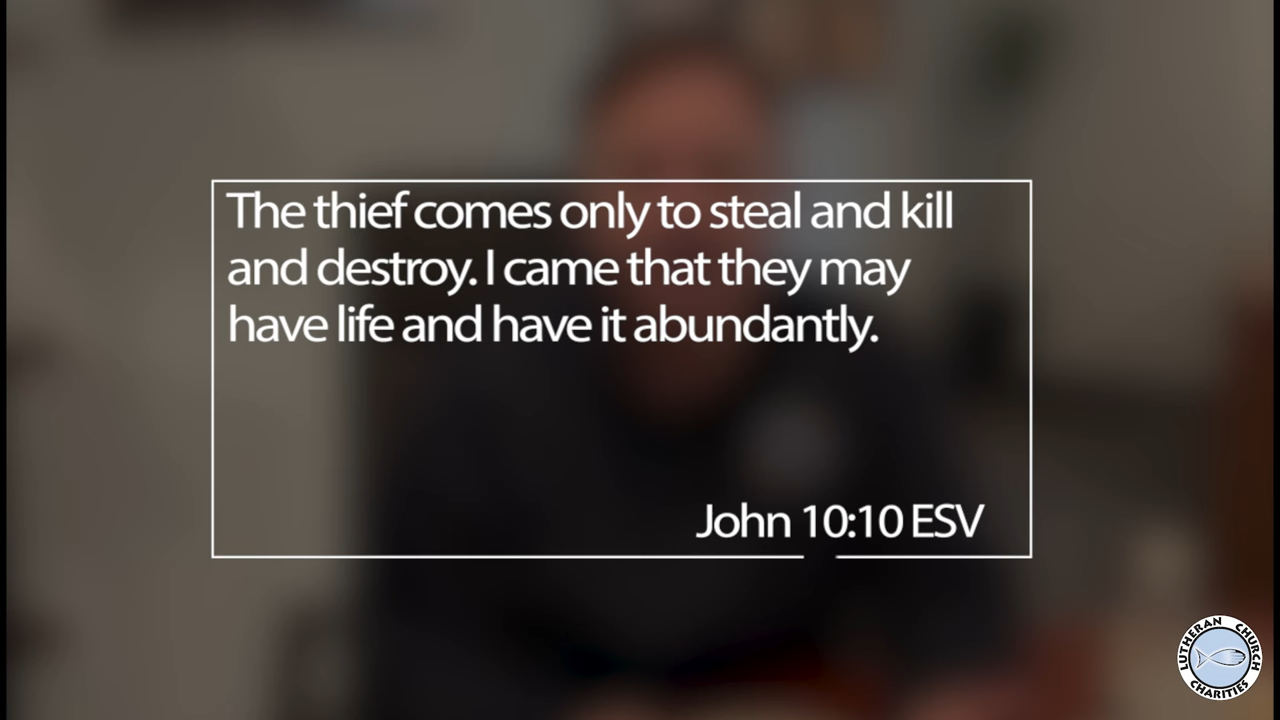 The thief comes only to steal and kill
and destroy. I came that they may
have life and have it abundantly.
John 10:10 ESV
LUTHERAN CHURCH
CHARITIES